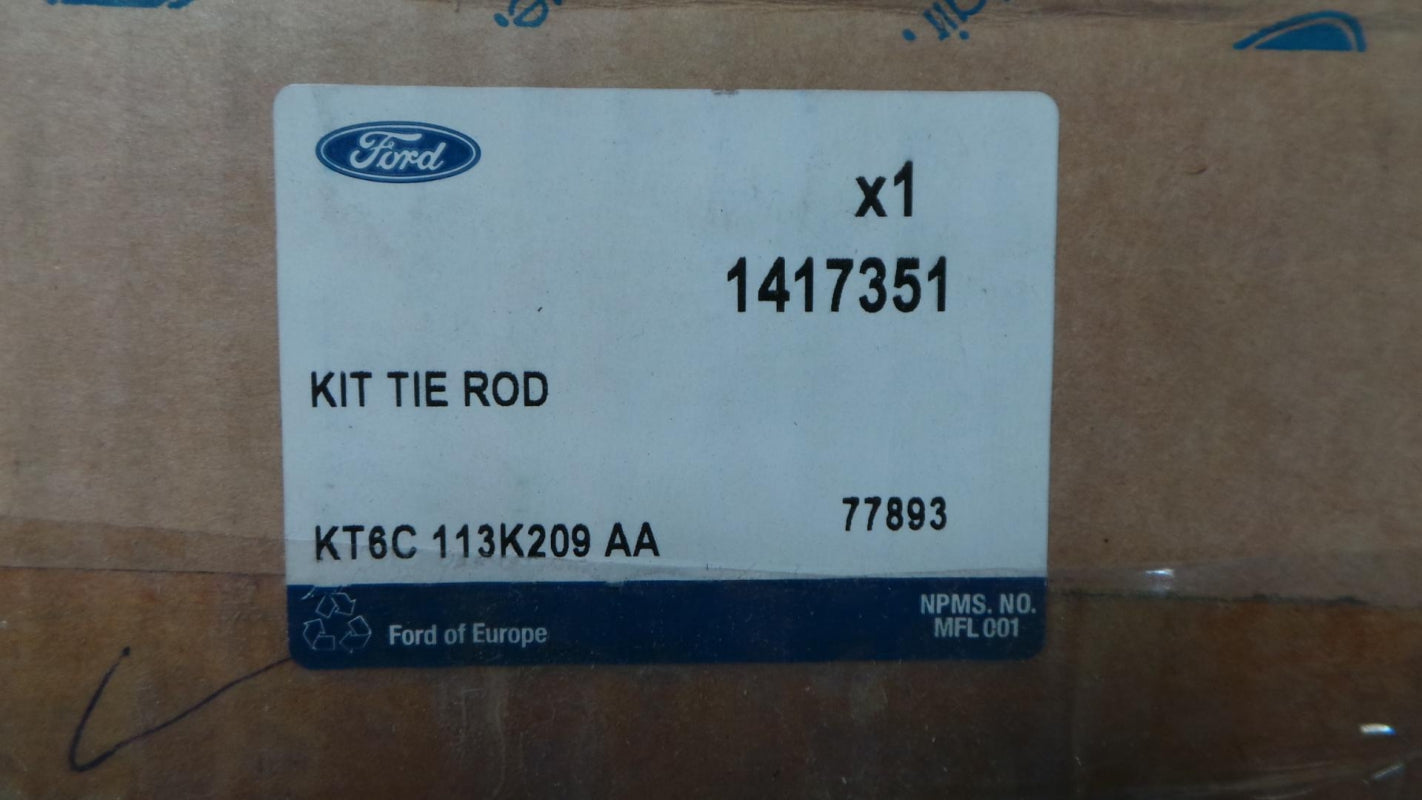 Ford
x1
1417351
KIT TIE ROD
77893
KT6C 113K209 AA
Ford of Europe
NPMS. NO.
MFL 001